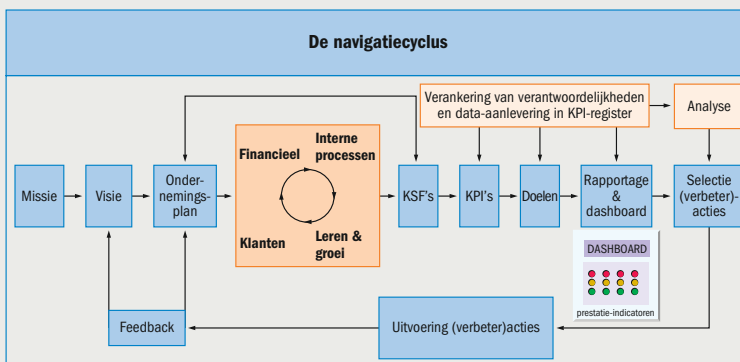 De navigatiecyclus
Verankering van verantwoordelijkheden
en data-aanlevering in KPI-register
Analyse
Missie
Visie
Onder-
nemings-
plan
Financieel
Interne
processen
Klanten
Leren &
groei
KSF's
KPI's
Doelen
Rapportage
&
dashboard
Selectie
(verbeter)-
acties
DASHBOARD
prestatie-indicatoren
Feedback
Uitvoering (verbeter)acties